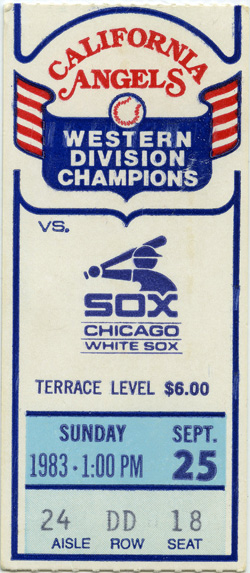 CALIFORNIA
ANGELS
WESTERN
DIVISION
CHAMPIONS
VS.
SOX
CHICAGO
WHITE SOX
TERRACE LEVEL $6.00
SUNDAY SEPT.
1983 • 1:00 PM 25
24 DD 18
AISLE ROW SEAT